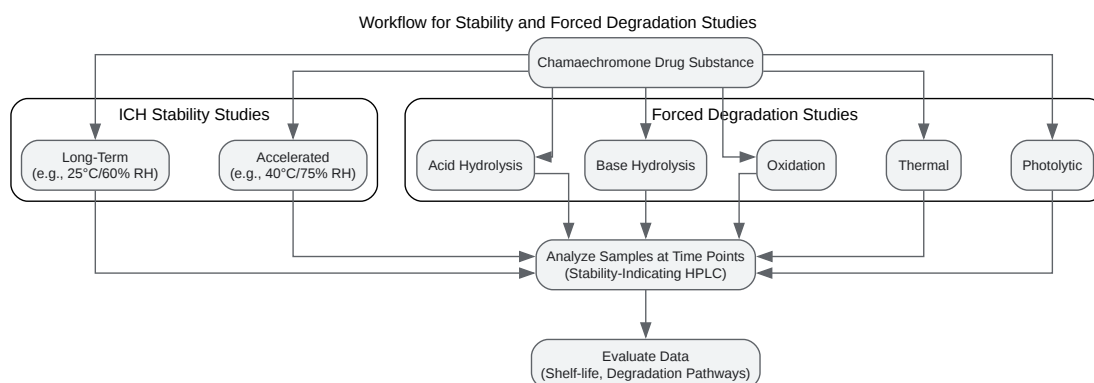 Workflow for Stability and Forced Degradation Studies
Chamaechromone Drug Substance
ICH Stability Studies
Forced Degradation Studies
Long-Term
(e.g., 25°C/60% RH)
Accelerated
(e.g., 40°C/75% RH)
Acid Hydrolysis
Base Hydrolysis
Oxidation
Thermal
Photolytic
Analyze Samples at Time Points
(Stability-Indicating HPLC)
Evaluate Data
(Shelf-life, Degradation Pathways)